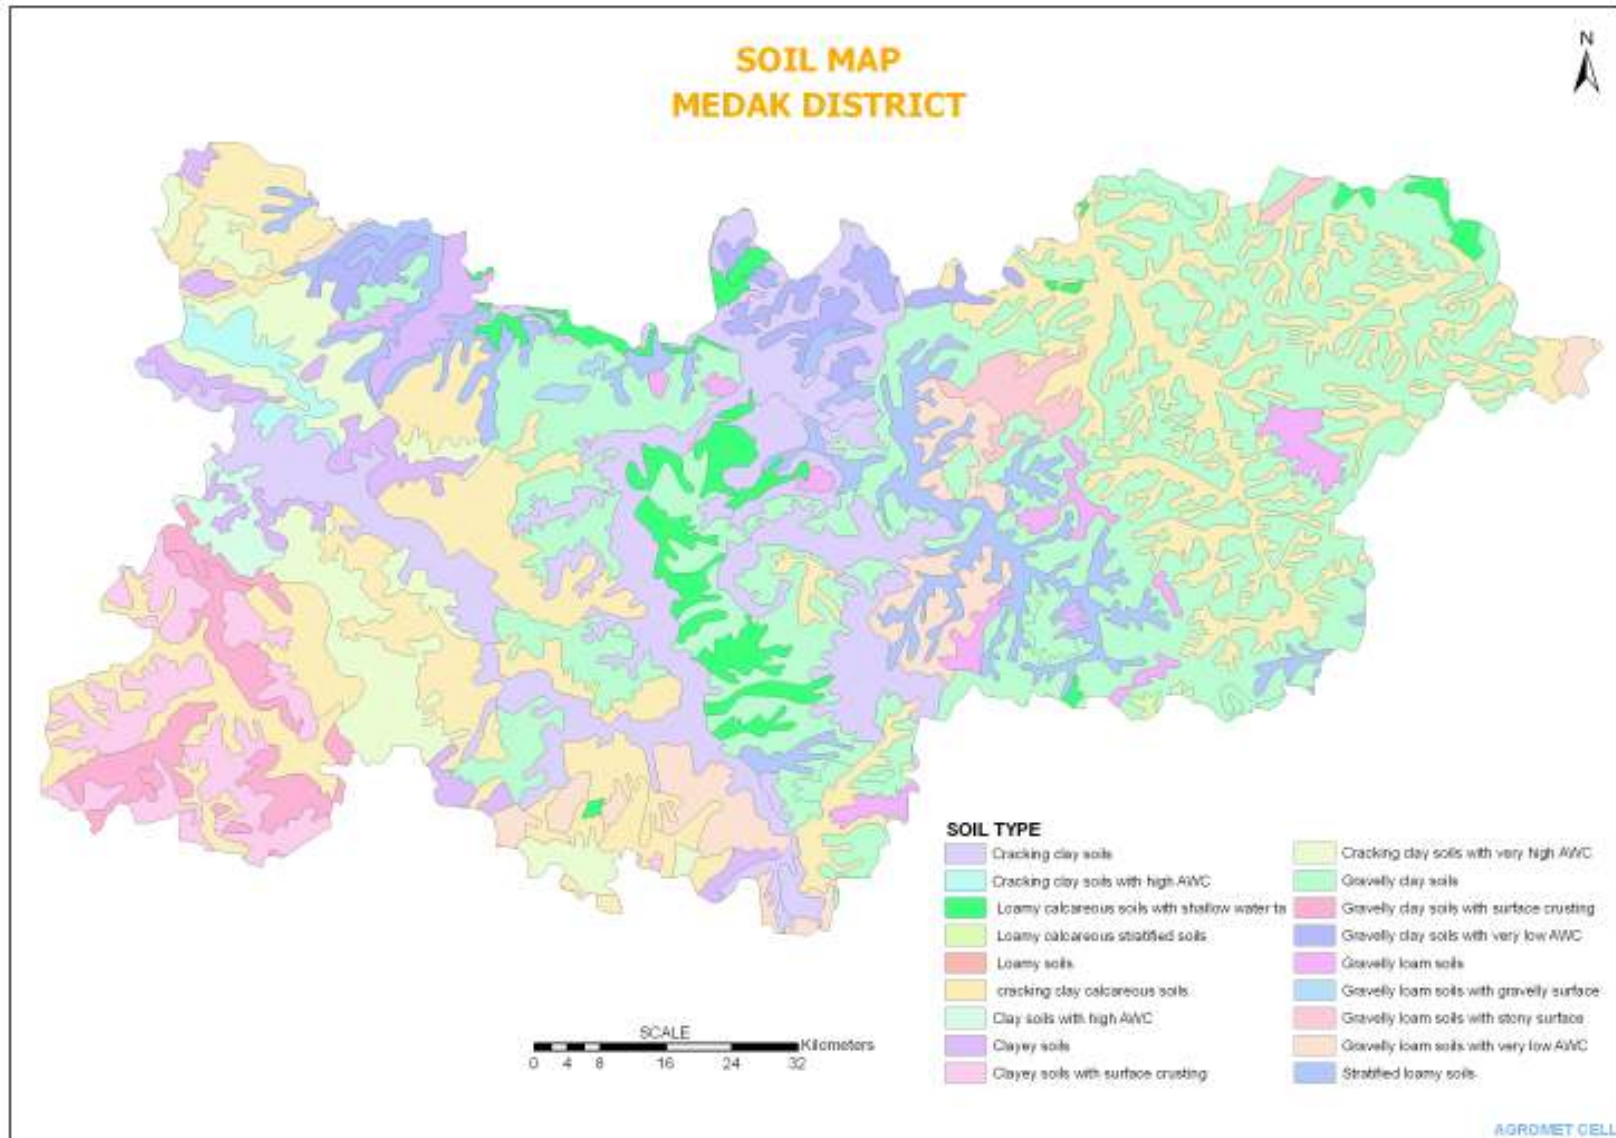 SOIL MAP
MEDAK DISTRICT
N
SOIL TYPE
Cracking clay soils
Cracking clay soils with high AWC
Loamy calcareous soils with shallow water ta
Loamy calcareous stratified soils
Loamy soils
cracking clay calcareous soils
Clay soils with high AWC
Clayey soils
Clayey soils with surface crusting
Cracking clay soils with very high AWC
Gravelly clay soils
Gravelly clay soils with surface crusting
Gravelly clay soils with very low AWC
Gravelly loam soils
Gravelly loam soils with gravelly surface
Gravelly loam soils with stony surface
Gravelly loam soils with very low AWC
Stratified loamy soils
SCALE
Kilometers
0 4 8 16 24 32
AGROMET CELL